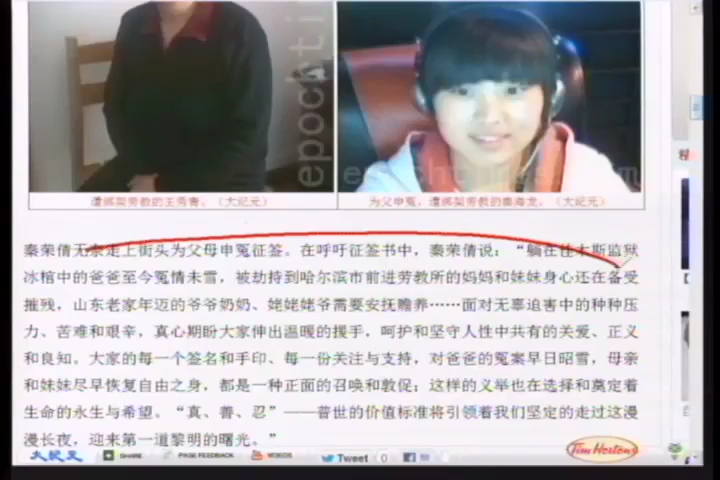 epochtim
遭绑架劳教的王秀青。（大纪元）
为父申冤，遭绑架劳教的秦海龙。（大纪元）
秦荣倩无奈走上街头为父母申冤征签。在呼吁征签书中，秦荣倩说：“躺在佳木斯监狱
冰棺中的爸爸至今冤情未雪，被劫持到哈尔滨市前进劳教所的妈妈和妹妹身心还在备受
摧残，山东老家年迈的爷爷奶奶、姥姥姥爷需要安抚赡养……面对无辜迫害中的种种压
力、苦难和艰辛，真心期盼大家伸出温暖的援手，呵护和坚守人性中共有的关爱、正义
和良知。大家的每一个签名和手印、每一份关注与支持，对爸爸的冤案早日昭雪，母亲
和妹妹尽早恢复自由之身，都是一种正面的召唤和敦促；这样的义举也在选择和奠定着
生命的永生与希望。“真、善、忍”——普世的价值标准将引领着我们坚定的走过这漫
漫长夜，迎来第一道黎明的曙光。”
大纪元 SHARE PAGE FEEDBACK VIDEOS Tweet 0
Tim Hortons